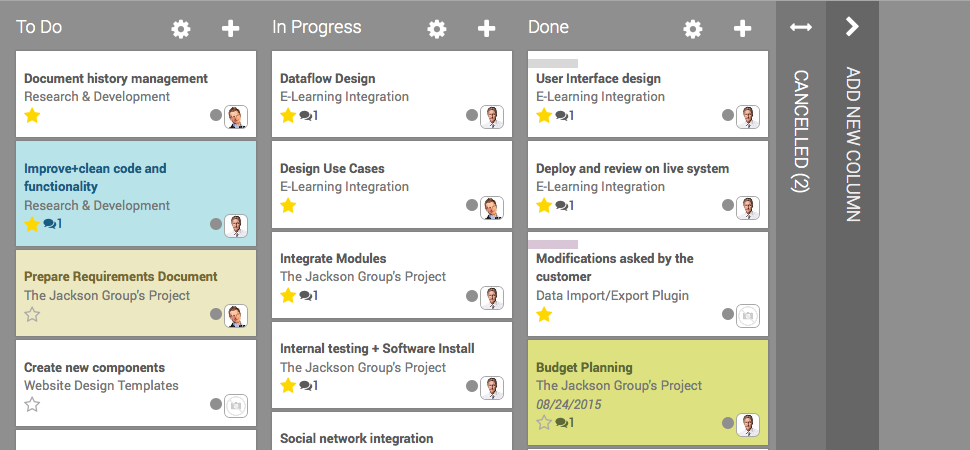 To Do
Document history management
Research & Development
Improve+clean code and
functionality
Research & Development
1
Prepare Requirements Document
The Jackson Group's Project
Create new components
Website Design Templates
In Progress
Dataflow Design
E-Learning Integration
1
Design Use Cases
E-Learning Integration
Integrate Modules
The Jackson Group's Project
1
Internal testing + Software Install
The Jackson Group's Project
1
Social network integration
Done
User Interface design
E-Learning Integration
1
Deploy and review on live system
E-Learning Integration
1
Modifications asked by the
customer
Data Import/Export Plugin
Budget Planning
The Jackson Group's Project
08/24/2015
1
CANCELLED (2)
ADD NEW COLUMN